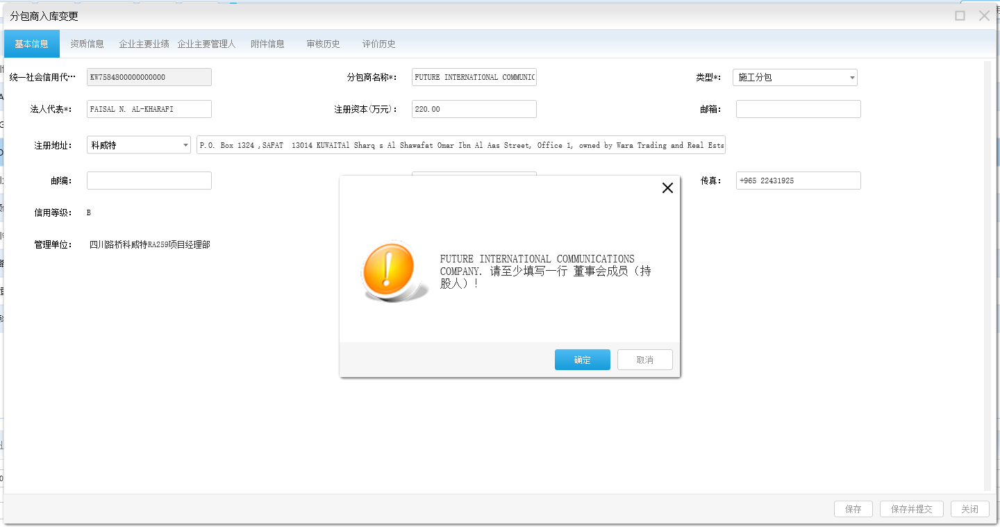 分包商入库变更
基本信息 资质信息 企业主要业绩 企业主要管理人 附件信息 审核历史 评价历史
统一社会信用代… KW7584800000000000 分包商名称*: FUTURE INTERNATIONAL COMMUNIC 类型*: 施工分包
法人代表*: FAISAL N. AL-KHARAFI 注册资本(万元): 220.00 邮箱:
注册地址: 科威特 P.O. Box 1324 ,SAFAT 13014 KUWAITAl Sharq s Al Shawafat Omar Ibn Al Aas Street, Office 1, owned by Wara Trading and Real Esta
邮编: 传真: +965 22431925
信用等级: B
管理单位: 四川路桥科威特RA259项目经理部
FUTURE INTERNATIONAL COMMUNICATIONS
COMPANY. 请至少填写一行 董事会成员（持
股人）!
确定 取消
保存 保存并提交 关闭